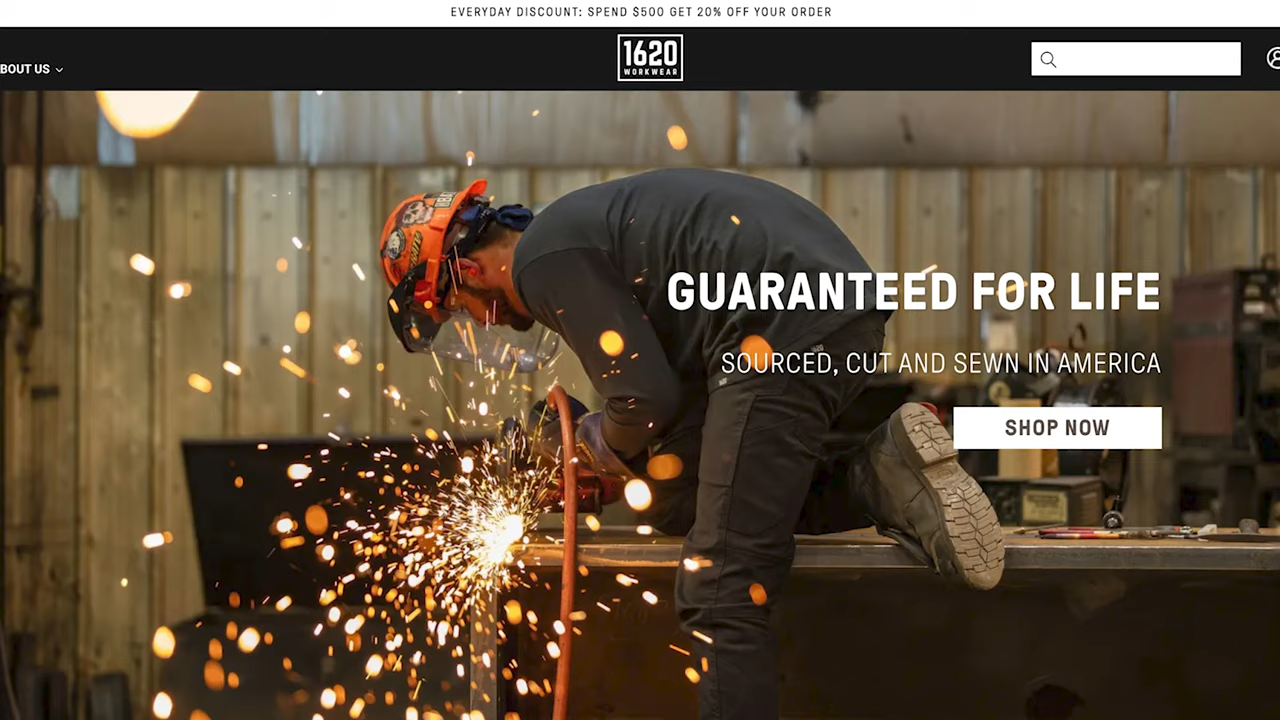 EVERYDAY DISCOUNT: SPEND $500 GET 20% OFF YOUR ORDER
BOUT US
1620
WORKWEAR
GUARANTEED FOR LIFE
SOURCED, CUT AND SEWN IN AMERICA
SHOP NOW